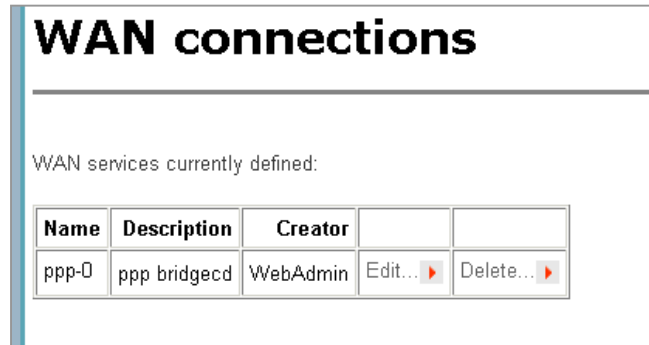 WAN connections
WAN services currently defined:
Name Description Creator
ppp-0 ppp bridgecd WebAdmin Edit... Delete...